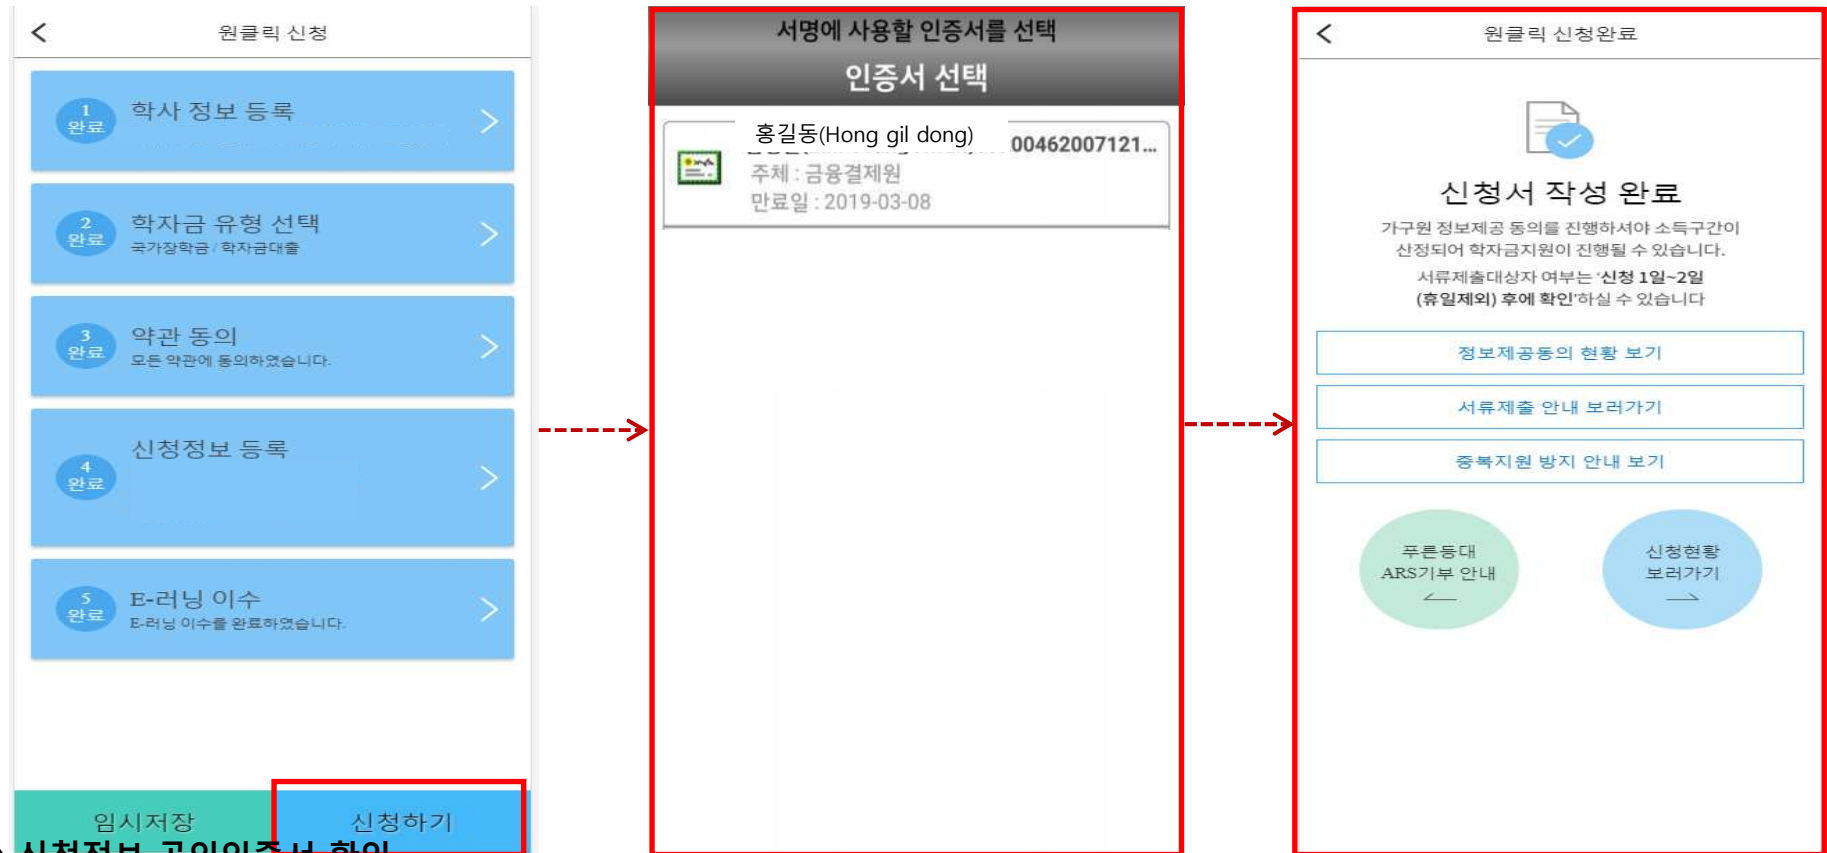 원클릭 신청
1
완료
학사 정보 등록
2
완료
학자금 유형 선택
국가장학금 / 학자금대출
3
완료
약관 동의
모든 약관에 동의하였습니다.
4
완료
신청정보 등록
5
완료
E-러닝 이수
E-러닝 이수를 완료하였습니다.
임시저장
신청하기
신청정보 공인인증서 확인
서명에 사용할 인증서를 선택
인증서 선택
홍길동(Hong gil dong)
00462007121...
주체 : 금융결제원
만료일 : 2019-03-08
원클릭 신청완료
신청서 작성 완료
가구원 정보제공 동의를 진행하셔야 소득구간이
산정되어 학자금지원이 진행될 수 있습니다.
서류제출대상자 여부는 '신청 1일~2일
(휴일제외) 후에 확인'하실 수 있습니다
정보제공동의 현황 보기
서류제출 안내 보러가기
중복지원 방지 안내 보기
푸른등대
ARS기부 안내
신청현황
보러가기